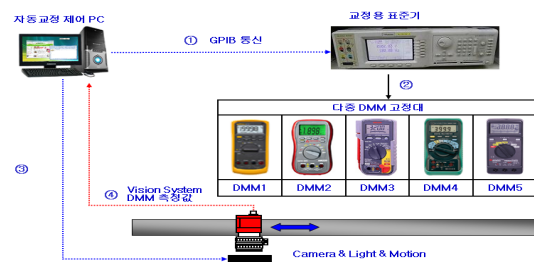 자동교정 제어 PC
교정용 표준기
① GPIB 통신
②
다중 DMM 고정대
DMM1 DMM2 DMM3 DMM4 DMM5
③
④ Vision System
DMM 측정값
Camera & Light & Motion